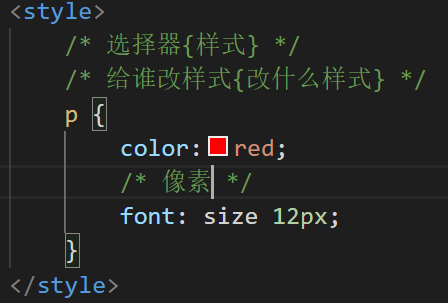 <style>
/* 选择器{样式} */
/* 给谁改样式{改什么样式} */
p {
color: red;
/* 像素 */
font: size 12px;
}
</style>